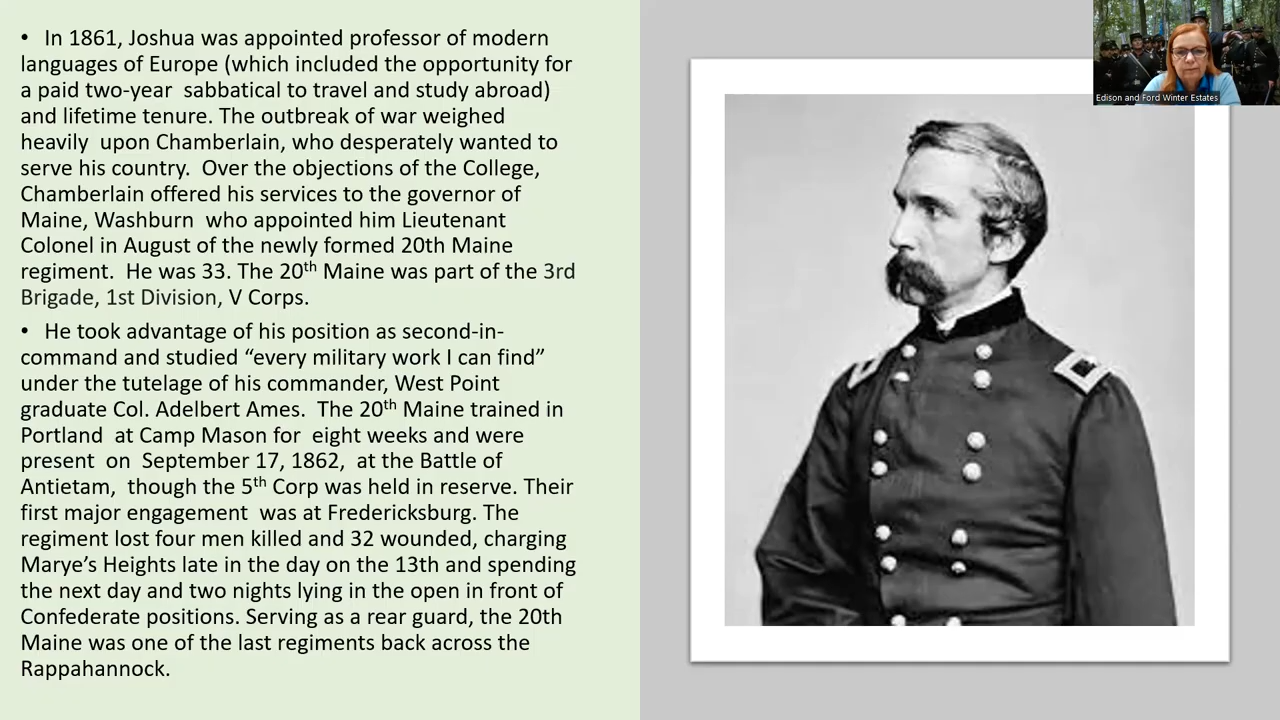 • In 1861, Joshua was appointed professor of modern
languages of Europe (which included the opportunity for
a paid two-year sabbatical to travel and study abroad)
and lifetime tenure. The outbreak of war weighed
heavily upon Chamberlain, who desperately wanted to
serve his country. Over the objections of the College,
Chamberlain offered his services to the governor of
Maine, Washburn who appointed him Lieutenant
Colonel in August of the newly formed 20th Maine
regiment. He was 33. The 20th Maine was part of the 3rd
Brigade, 1st Division, V Corps.
• He took advantage of his position as second-in-
command and studied “every military work I can find”
under the tutelage of his commander, West Point
graduate Col. Adelbert Ames. The 20th Maine trained in
Portland at Camp Mason for eight weeks and were
present on September 17, 1862, at the Battle of
Antietam, though the 5th Corp was held in reserve. Their
first major engagement was at Fredericksburg. The
regiment lost four men killed and 32 wounded, charging
Marye’s Heights late in the day on the 13th and spending
the next day and two nights lying in the open in front of
Confederate positions. Serving as a rear guard, the 20th
Maine was one of the last regiments back across the
Rappahannock.
Edison and Ford Winter Estates